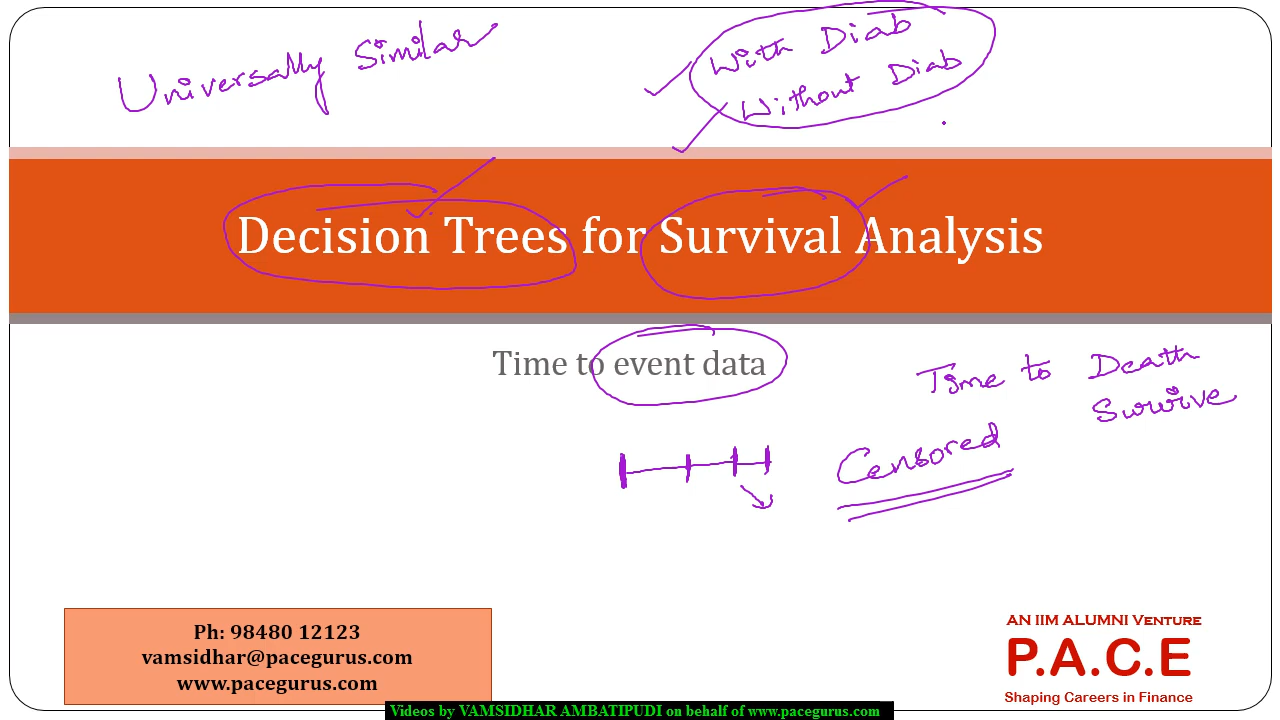 Universally Similar
With Diab
Without Diab
Decision Trees for Survival Analysis
Time to event data
Time to Death
Survive
Censored
Ph: 98480 12123
vamsidhar@pacegurus.com
www.pacegurus.com
AN IIM ALUMNI VENTURE
P.A.C.E
Shaping Careers in Finance
Videos by VAMSIDHAR AMBATIPUDI on behalf of www.pacegurus.com